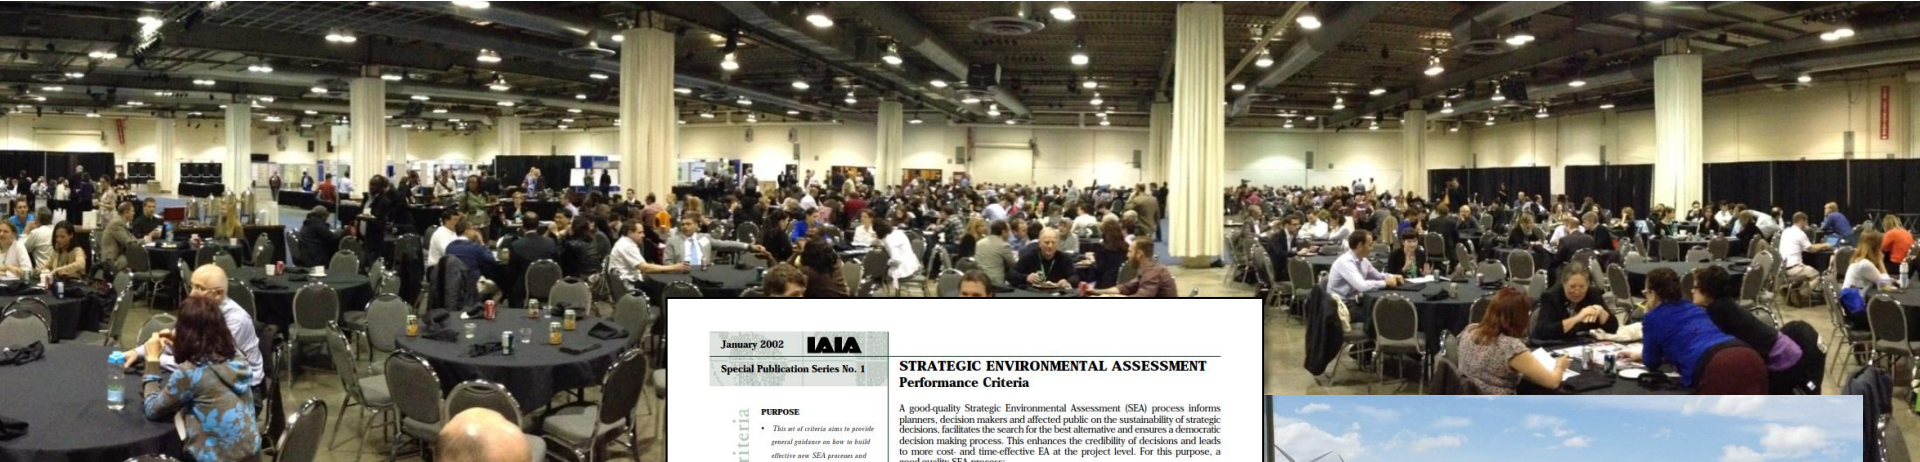 January 2002
IAIA
Special Publication Series No. 1
STRATEGIC ENVIRONMENTAL ASSESSMENT
Performance Criteria
PURPOSE
• This set of criteria aims to provide
general guidance on how to build
effective new SEA processes and
A good-quality Strategic Environmental Assessment (SEA) process informs
planners, decision makers and affected public on the sustainability of strategic
decisions, facilitates the search for the best alternative and ensures a democratic
decision making process. This enhances the credibility of decisions and leads
to more cost- and time-effective EA at the project level. For this purpose, a
good-quality SEA process: